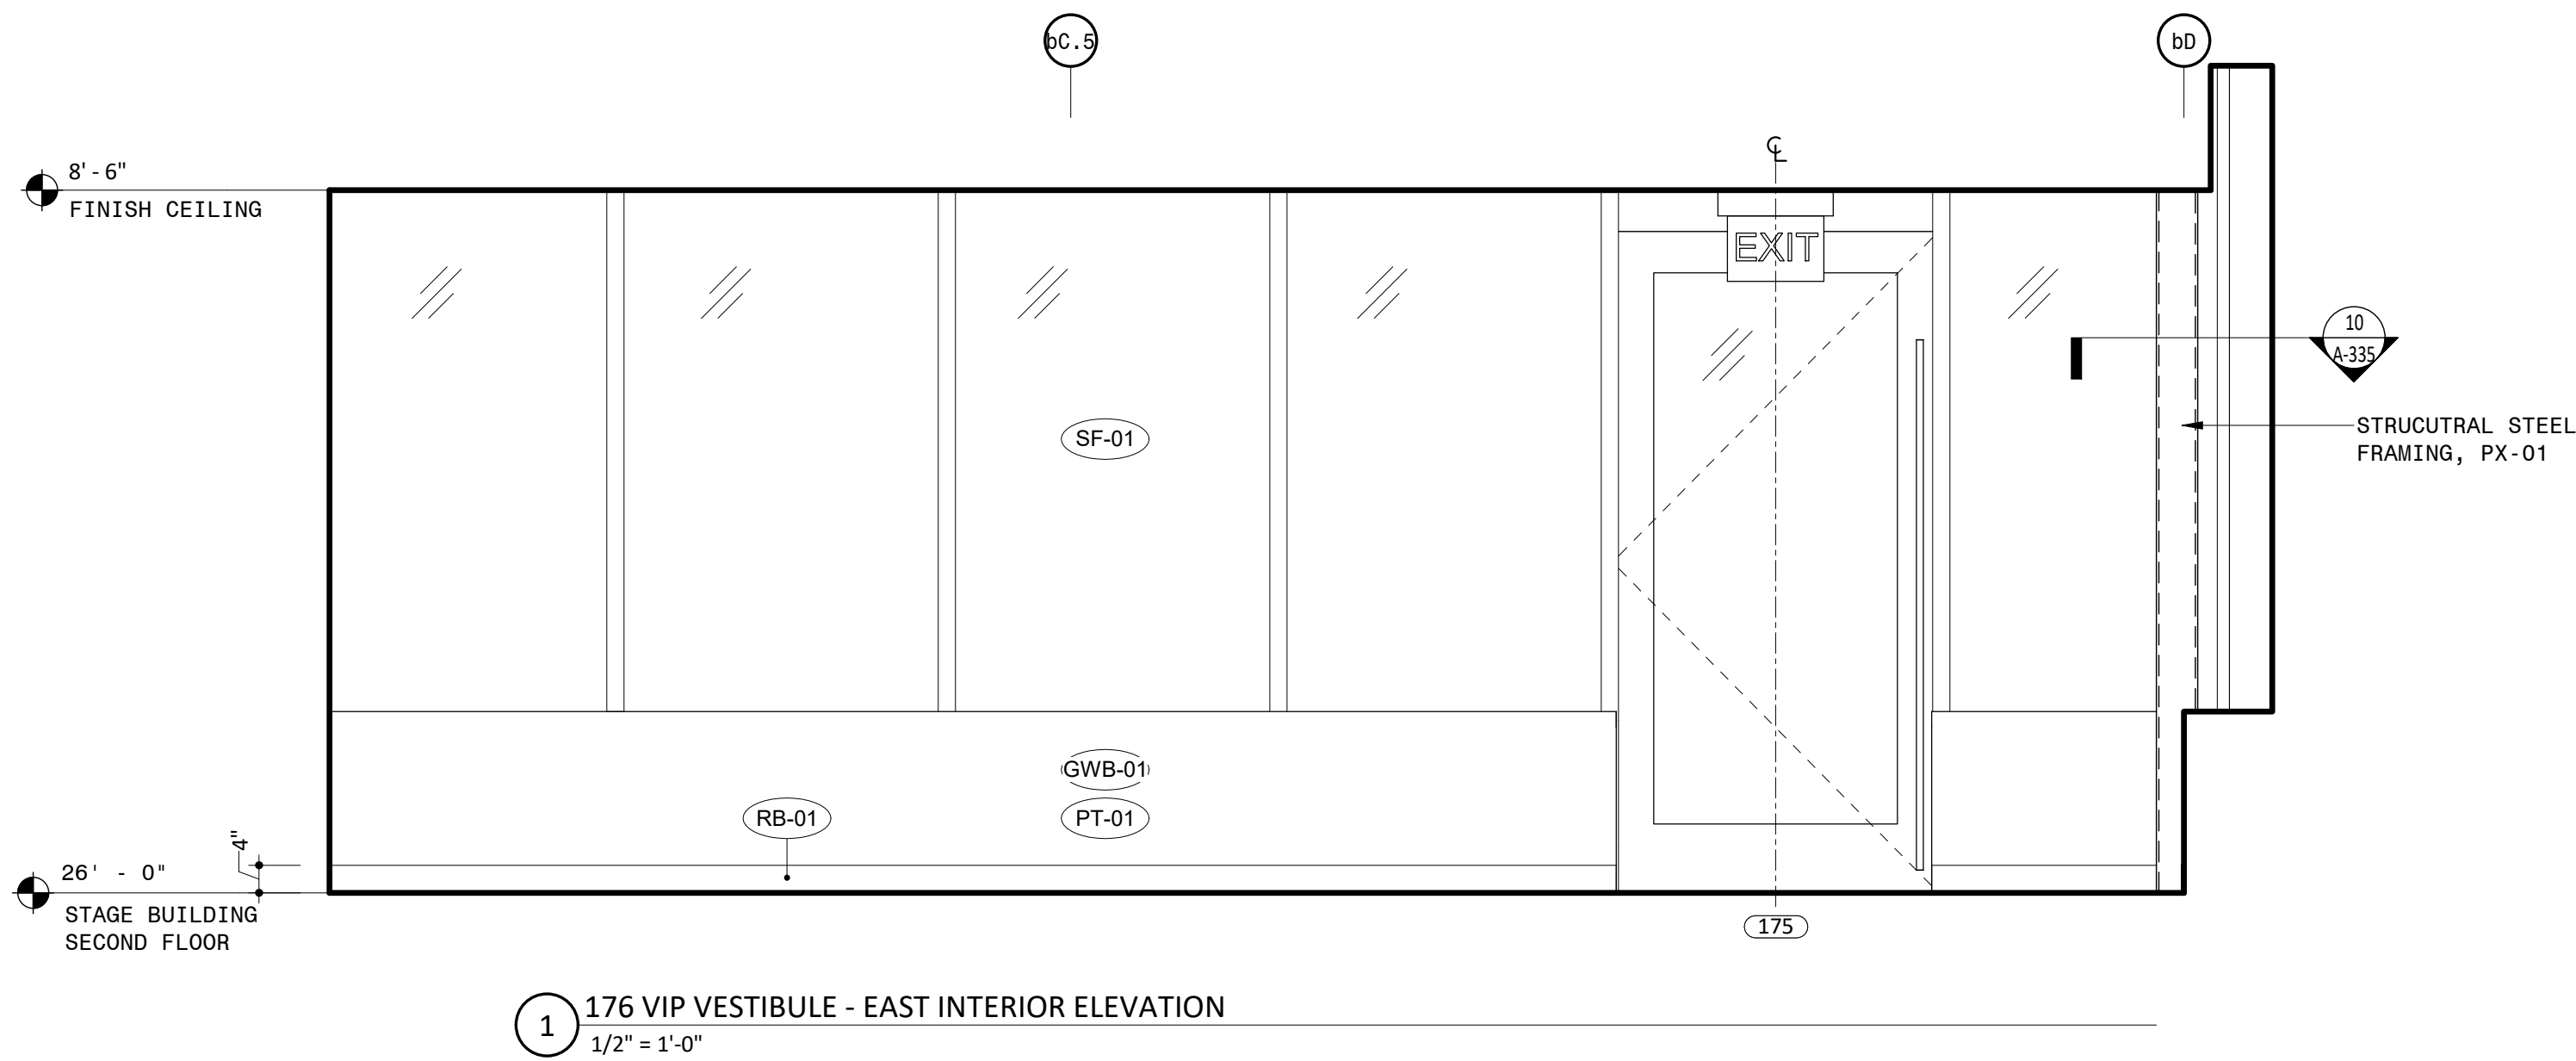 bC.5
bD
8'-6"
FINISH CEILING
℄
EXIT
10
A-335
SF-01
STRUCUTRAL STEEL
FRAMING, PX-01
GWB-01
RB-01
PT-01
4"
26' - 0"
STAGE BUILDING
SECOND FLOOR
175
1
176 VIP VESTIBULE - EAST INTERIOR ELEVATION
1/2" = 1'-0"